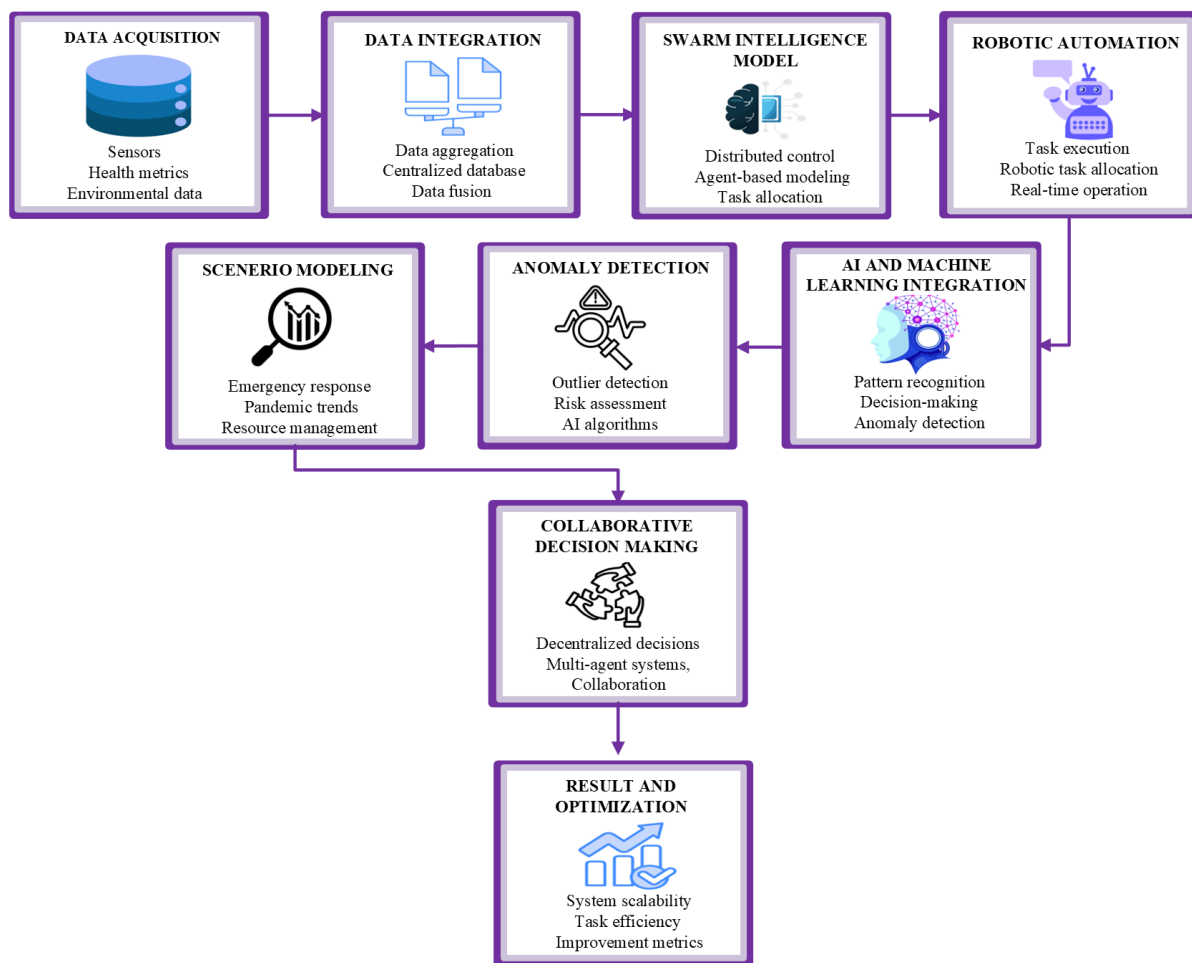 DATA ACQUISITION
Sensors
Health metrics
Environmental data
DATA INTEGRATION
Data aggregation
Centralized database
Data fusion
SWARM INTELLIGENCE
MODEL
Distributed control
Agent-based modeling
Task allocation
ROBOTIC AUTOMATION
Task execution
Robotic task allocation
Real-time operation
AI AND MACHINE
LEARNING INTEGRATION
Pattern recognition
Decision-making
Anomaly detection
ANOMALY DETECTION
Outlier detection
Risk assessment
AI algorithms
SCENERIO MODELING
Emergency response
Pandemic trends
Resource management
COLLABORATIVE
DECISION MAKING
Decentralized decisions
Multi-agent systems,
Collaboration
RESULT AND
OPTIMIZATION
System scalability
Task efficiency
Improvement metrics